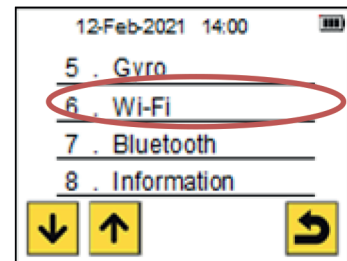 12-Feb-2021 14:00
5 . Gyro
6 . Wi-Fi
7 . Bluetooth
8 . Information